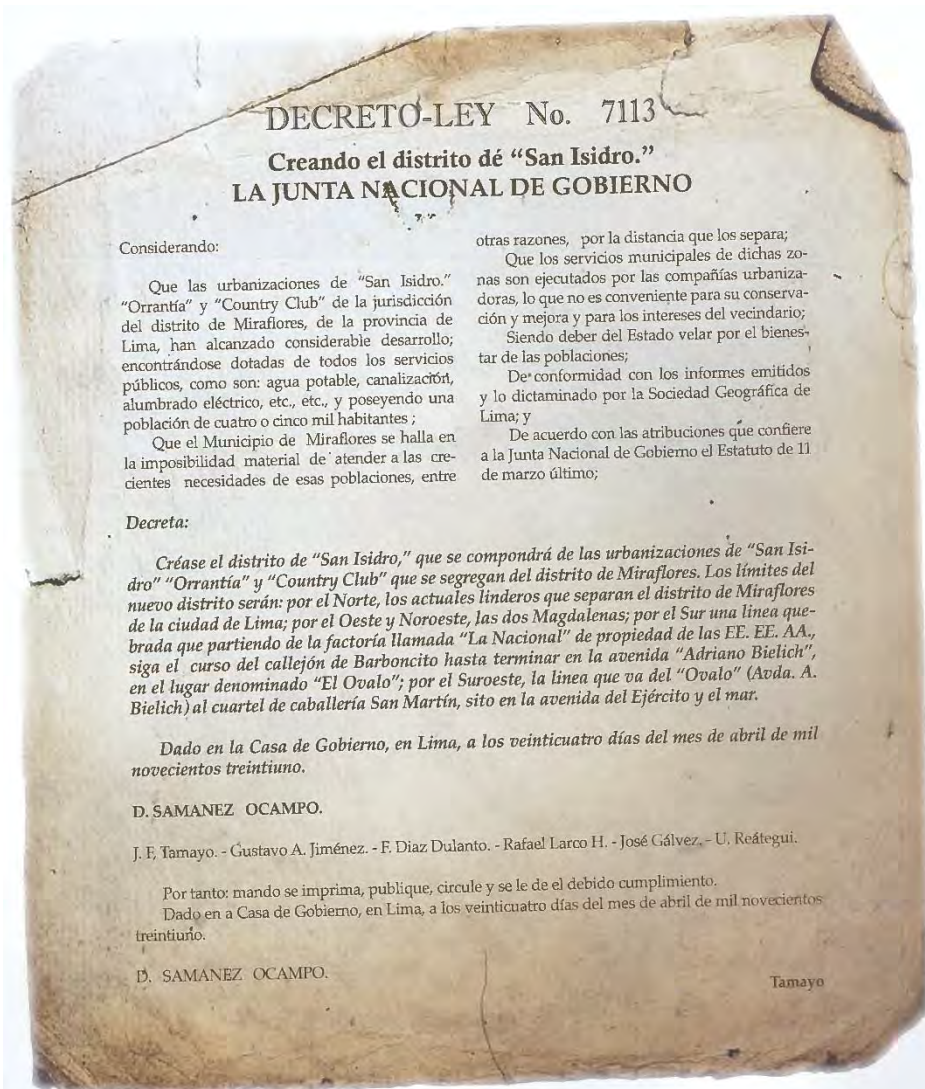 DECRETO-LEY No. 7113
Creando el distrito dé “San Isidro.”
LA JUNTA NACIONAL DE GOBIERNO
Considerando:
Que las urbanizaciones de “San Isidro.”
“Orrantía” y “Country Club” de la jurisdicción
del distrito de Miraflores, de la provincia de
Lima, han alcanzado considerable desarrollo;
encontrándose dotadas de todos los servicios
públicos, como son: agua potable, canalización,
alumbrado eléctrico, etc., etc., y poseyendo una
población de cuatro o cinco mil habitantes ;
Que el Municipio de Miraflores se halla en
la imposibilidad material de atender a las cre-
cientes necesidades de esas poblaciones, entre
otras razones, por la distancia que los separa;
Que los servicios municipales de dichas zo-
nas son ejecutados por las compañías urbaniza-
doras, lo que no es conveniente para su conserva-
ción y mejora y para los intereses del vecindario;
Siendo deber del Estado velar por el bienes-
tar de las poblaciones;
De conformidad con los informes emitidos
y lo dictaminado por la Sociedad Geográfica de
Lima; y
De acuerdo con las atribuciones que confiere
a la Junta Nacional de Gobierno el Estatuto de 11
de marzo último;
Decreta:
Créase el distrito de “San Isidro,” que se compondrá de las urbanizaciones de “San Isi-
dro” “Orrantía” y “Country Club” que se segregan del distrito de Miraflores. Los límites del
nuevo distrito serán: por el Norte, los actuales linderos que separan el distrito de Miraflores
de la ciudad de Lima; por el Oeste y Noroeste, las dos Magdalenas; por el Sur una linea que-
brada que partiendo de la factoría llamada “La Nacional” de propiedad de las EE. EE. AA.,
siga el curso del callejón de Barboncito hasta terminar en la avenida “Adriano Bielich”,
en el lugar denominado “El Ovalo”; por el Suroeste, la linea que va del “Ovalo” (Avda. A.
Bielich) al cuartel de caballería San Martín, sito en la avenida del Ejército y el mar.
Dado en la Casa de Gobierno, en Lima, a los veinticuatro días del mes de abril de mil
novecientos treintiuno.
D. SAMANEZ OCAMPO.
J. F. Tamayo. - Gustavo A. Jiménez. - F. Diaz Dulanto. - Rafael Larco H. - José Gálvez. - U. Reátegui.
Por tanto: mando se imprima, publique, circule y se le de el debido cumplimiento.
Dado en a Casa de Gobierno, en Lima, a los veinticuatro días del mes de abril de mil novecientos
treintiuno.
D. SAMANEZ OCAMPO.
Tamayo